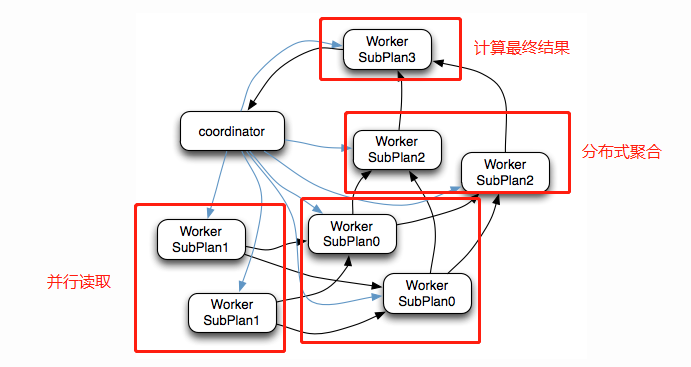 Worker
SubPlan3
计算最终结果
coordinator
Worker
SubPlan2
Worker
SubPlan2
分布式聚合
Worker
SubPlan1
Worker
SubPlan0
并行读取
Worker
SubPlan0
Worker
SubPlan1